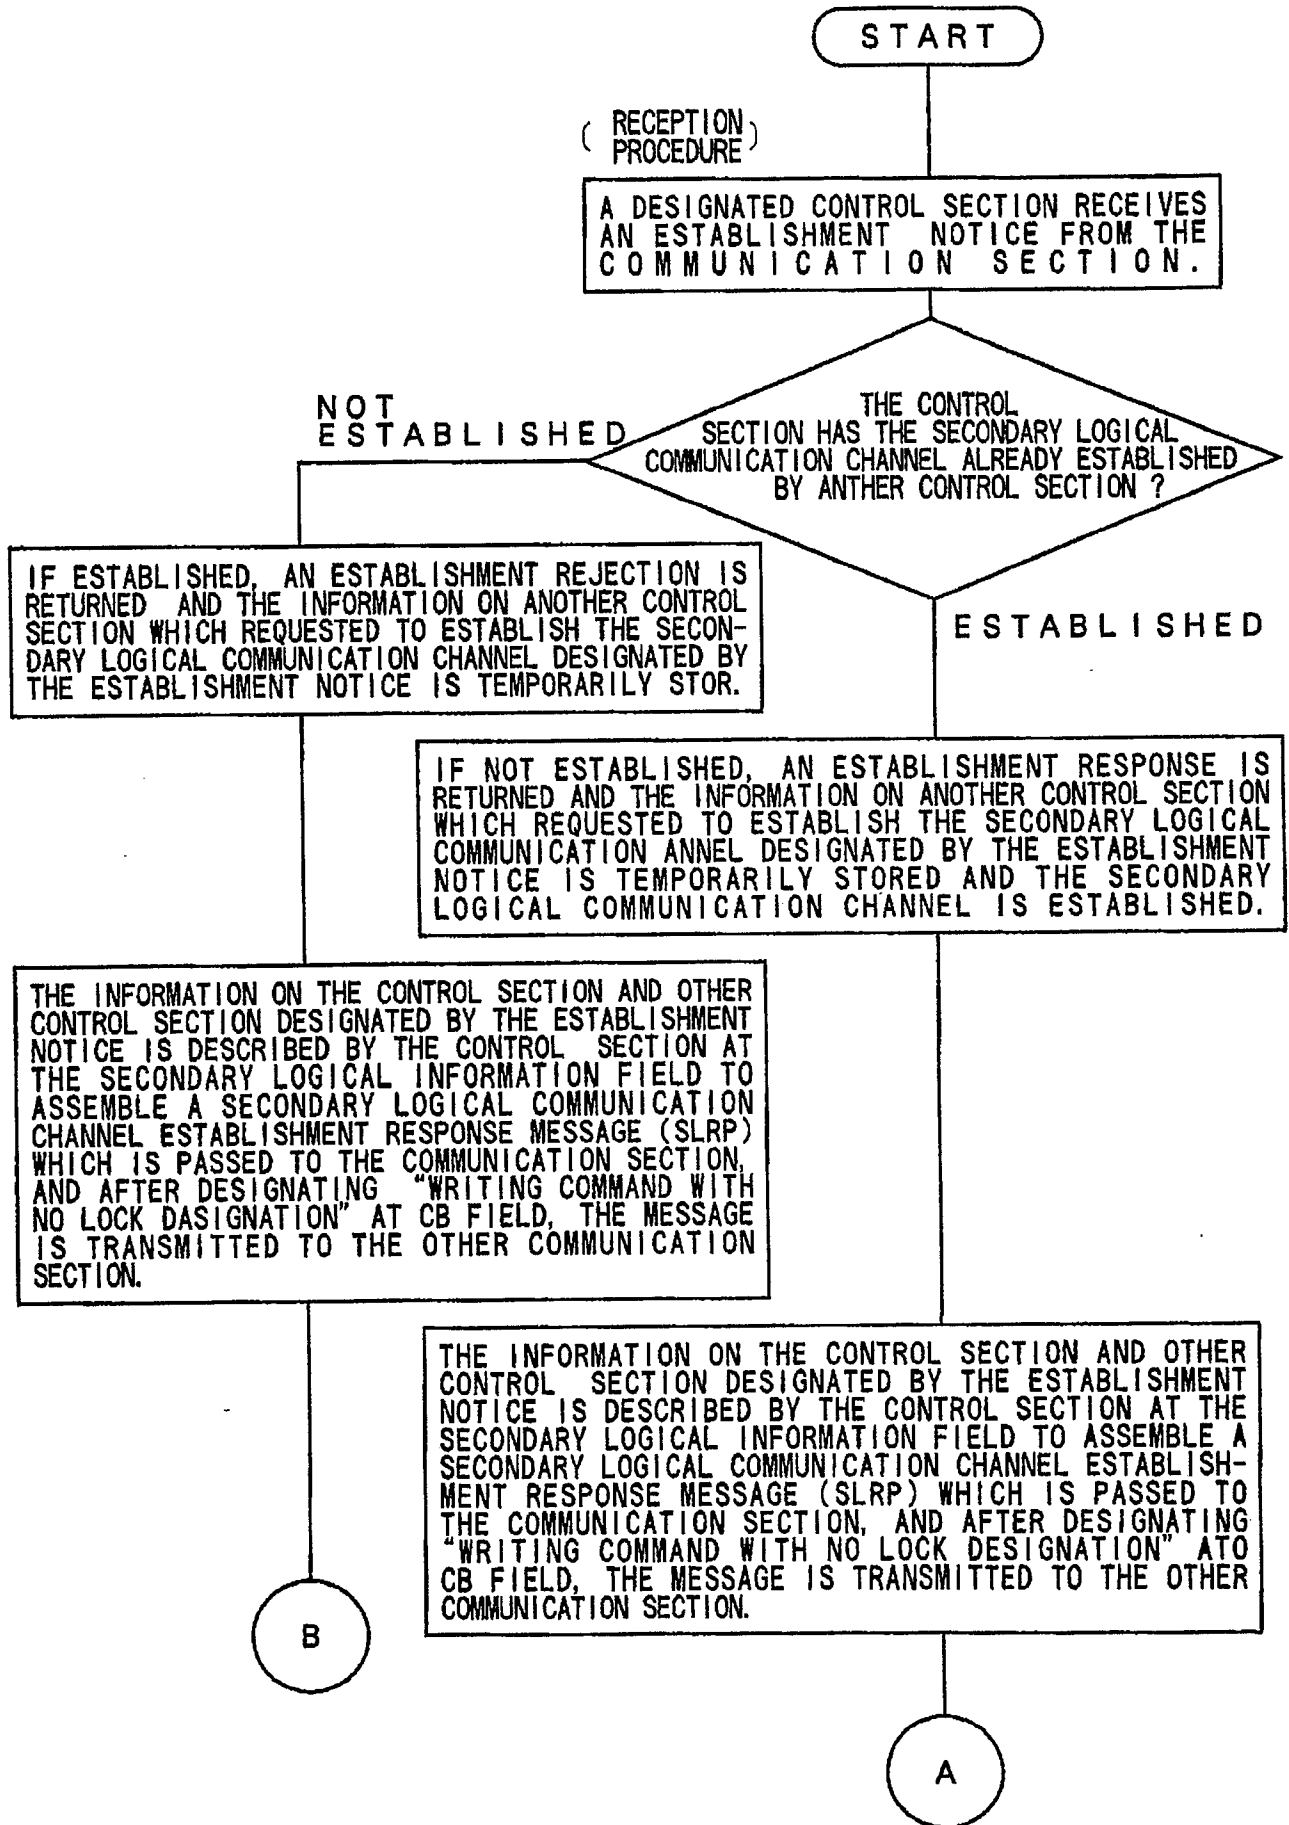 START
( RECEPTION
PROCEDURE )
A DESIGNATED CONTROL SECTION RECEIVES
AN ESTABLISHMENT NOTICE FROM THE
COMMUNICATION SECTION.
THE CONTROL
SECTION HAS THE SECONDARY LOGICAL
COMMUNICATION CHANNEL ALREADY ESTABLISHED
BY ANTHER CONTROL SECTION ?
NOT
ESTABLISHED
ESTABLISHED
IF ESTABLISHED, AN ESTABLISHMENT REJECTION IS
RETURNED AND THE INFORMATION ON ANOTHER CONTROL
SECTION WHICH REQUESTED TO ESTABLISH THE SECON-
DARY LOGICAL COMMUNICATION CHANNEL DESIGNATED BY
THE ESTABLISHMENT NOTICE IS TEMPORARILY STOR.
IF NOT ESTABLISHED, AN ESTABLISHMENT RESPONSE IS
RETURNED AND THE INFORMATION ON ANOTHER CONTROL SECTION
WHICH REQUESTED TO ESTABLISH THE SECONDARY LOGICAL
COMMUNICATION ANNEL DESIGNATED BY THE ESTABLISHMENT
NOTICE IS TEMPORARILY STORED AND THE SECONDARY
LOGICAL COMMUNICATION CHANNEL IS ESTABLISHED.
THE INFORMATION ON THE CONTROL SECTION AND OTHER
CONTROL SECTION DESIGNATED BY THE ESTABLISHMENT
NOTICE IS DESCRIBED BY THE CONTROL SECTION AT
THE SECONDARY LOGICAL INFORMATION FIELD TO
ASSEMBLE A SECONDARY LOGICAL COMMUNICATION
CHANNEL ESTABLISHMENT RESPONSE MESSAGE (SLRP)
WHICH IS PASSED TO THE COMMUNICATION SECTION,
AND AFTER DESIGNATING “WRITING COMMAND WITH
NO LOCK DASIGNATION” AT CB FIELD, THE MESSAGE
IS TRANSMITTED TO THE OTHER COMMUNICATION
SECTION.
THE INFORMATION ON THE CONTROL SECTION AND OTHER
CONTROL SECTION DESIGNATED BY THE ESTABLISHMENT
NOTICE IS DESCRIBED BY THE CONTROL SECTION AT THE
SECONDARY LOGICAL INFORMATION FIELD TO ASSEMBLE A
SECONDARY LOGICAL COMMUNICATION CHANNEL ESTABLISH-
MENT RESPONSE MESSAGE (SLRP) WHICH IS PASSED TO
THE COMMUNICATION SECTION, AND AFTER DESIGNATING
“WRITING COMMAND WITH NO LOCK DESIGNATION” ATO
CB FIELD, THE MESSAGE IS TRANSMITTED TO THE OTHER
COMMUNICATION SECTION.
B
A